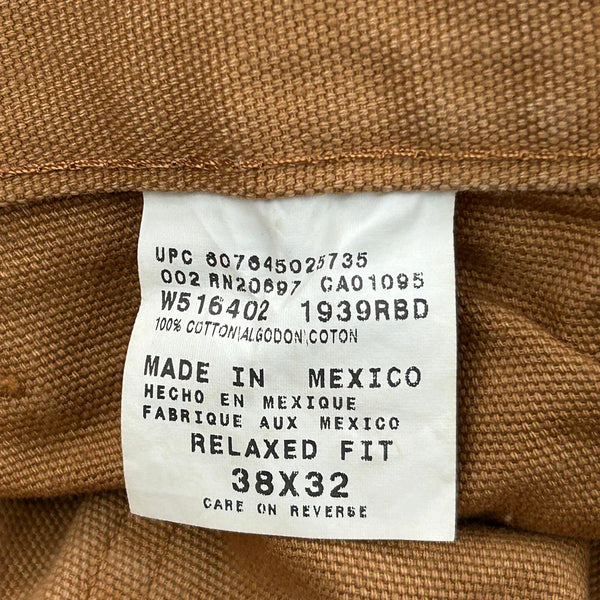 UPC 607645025735
002 RN20697 CA01095
W516402 1939RBD
100% COTTON\ALGODON\COTON
MADE IN MEXICO
HECHO EN MEXIQUE
FABRIQUE AUX MEXICO
RELAXED FIT
38X32
CARE ON REVERSE